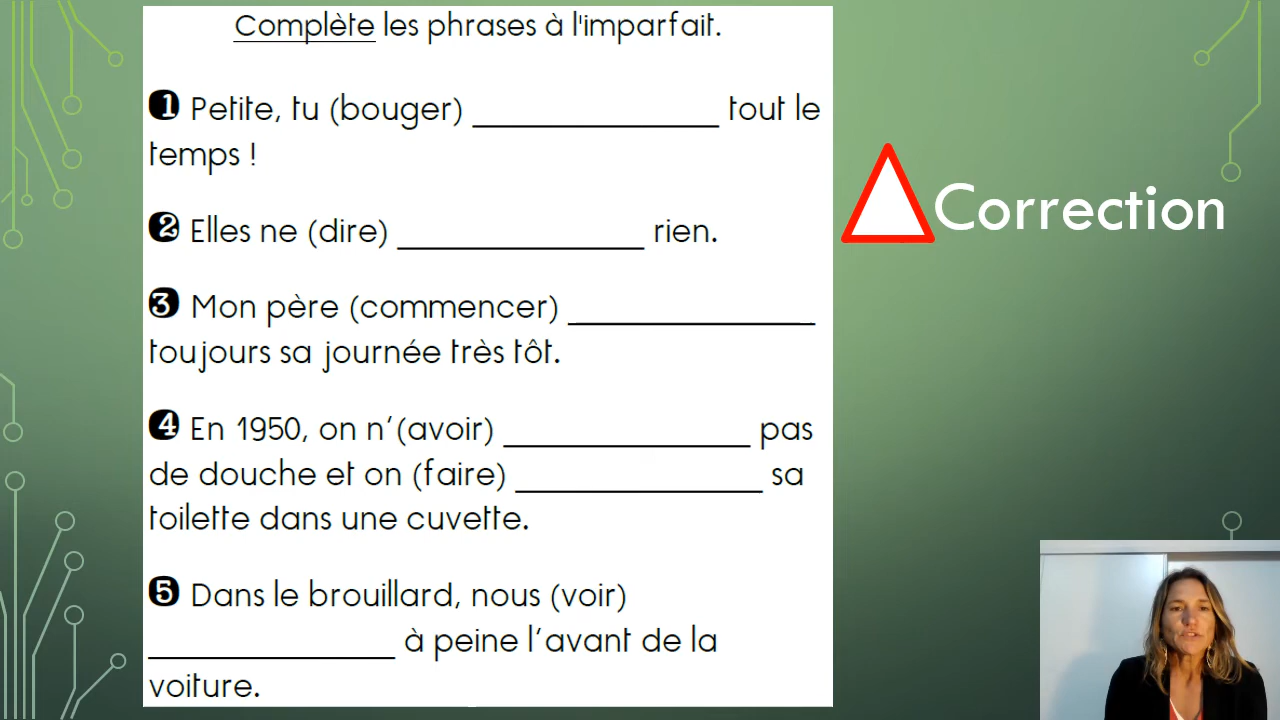 Complète les phrases à l'imparfait.
❶ Petite, tu (bouger) _______________ tout le
temps !
❷ Elles ne (dire) _______________ rien.
❸ Mon père (commencer) _______________
toujours sa journée très tôt.
❹ En 1950, on n’(avoir) _______________ pas
de douche et on (faire) _______________ sa
toilette dans une cuvette.
❺ Dans le brouillard, nous (voir)
_______________ à peine l’avant de la
voiture.
Correction